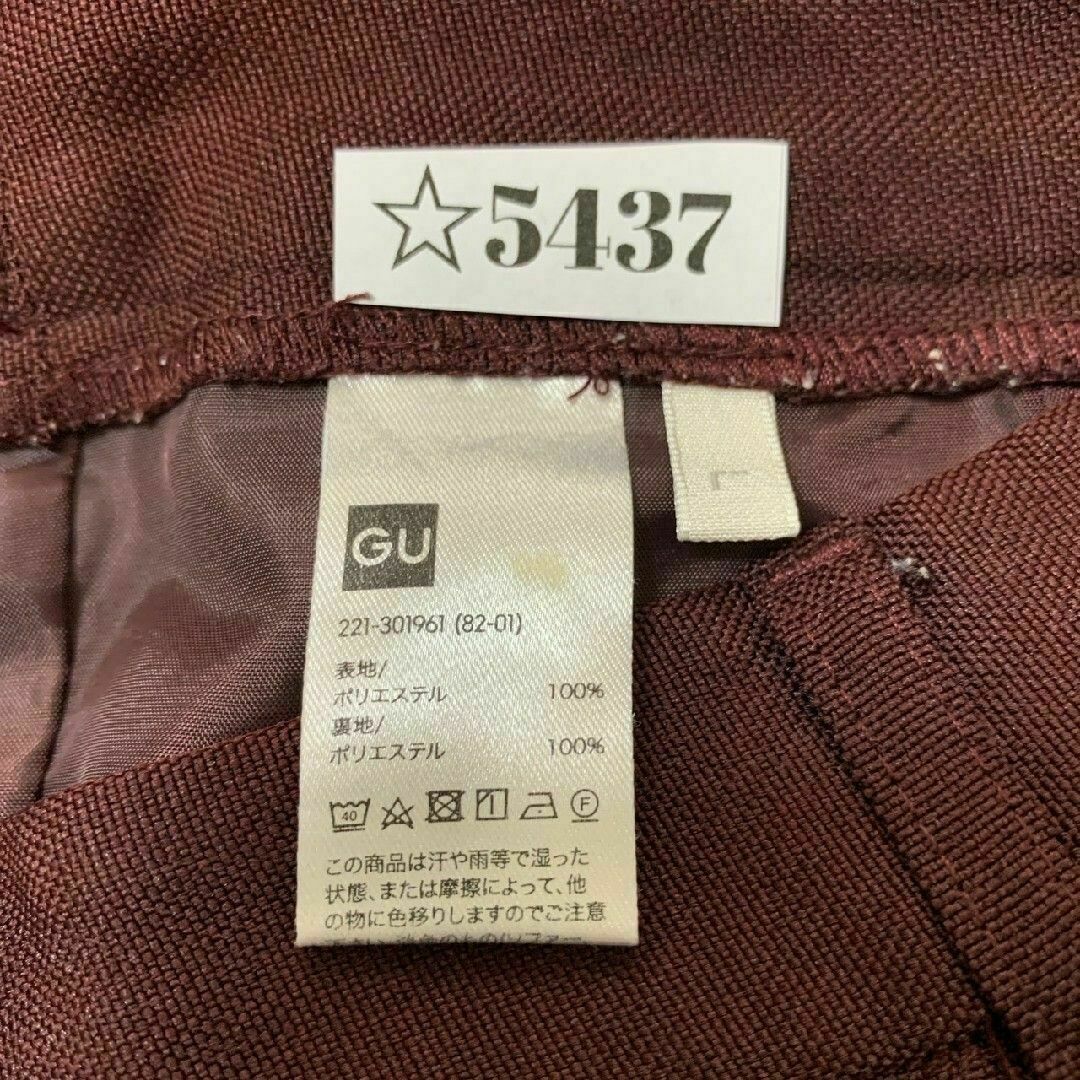 ☆5437
L
GU
221-301961 (82-01)
表地/
ポリエステル 100%
裏地/
ポリエステル 100%
40 F
この商品は汗や雨等で湿った
状態、または摩擦によって、他
の物に色移りしますのでご注意